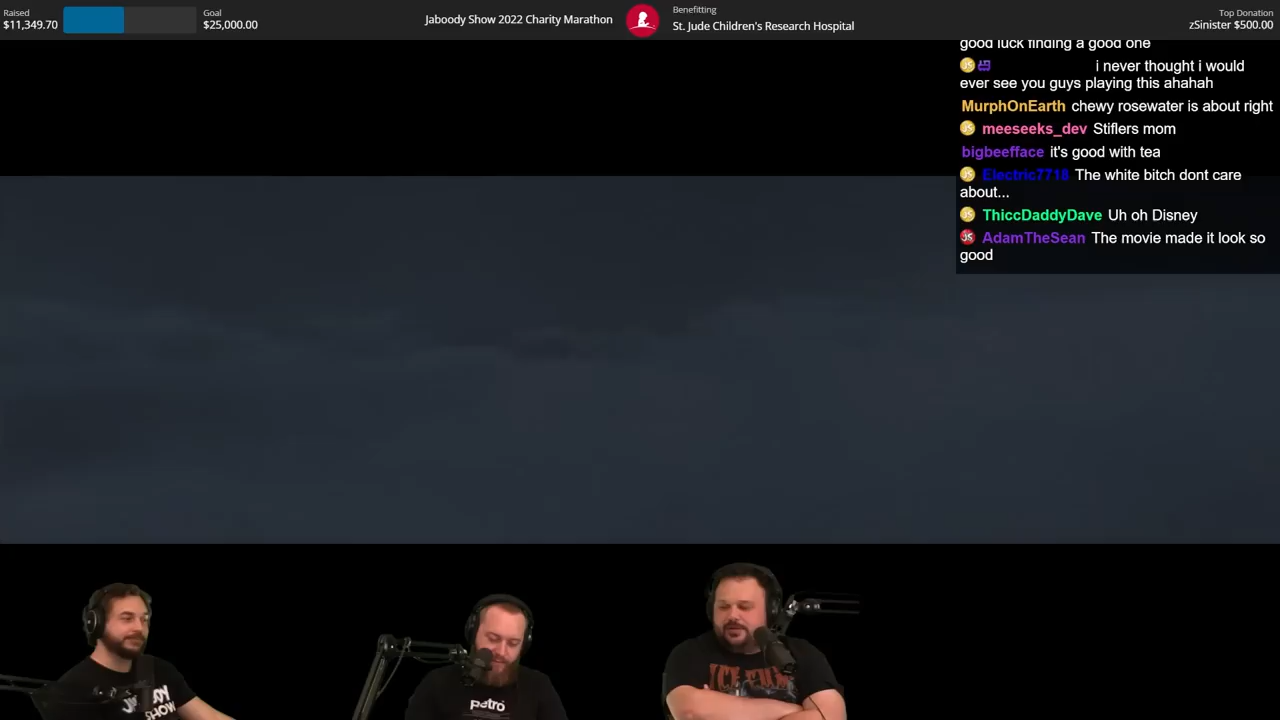 Raised
$11,349.70
Goal
$25,000.00
Jaboody Show 2022 Charity Marathon
Benefitting
St. Jude Children's Research Hospital
Top Donation
zSinister $500.00
good luck finding a good one
i never thought i would
ever see you guys playing this ahahah
MurphOnEarth chewy rosewater is about right
meeseeks_dev Stiflers mom
bigbeefface it's good with tea
Electric7718 The white bitch dont care
about...
ThiccDaddyDave Uh oh Disney
AdamTheSean The movie made it look so
good
petro
SHOW